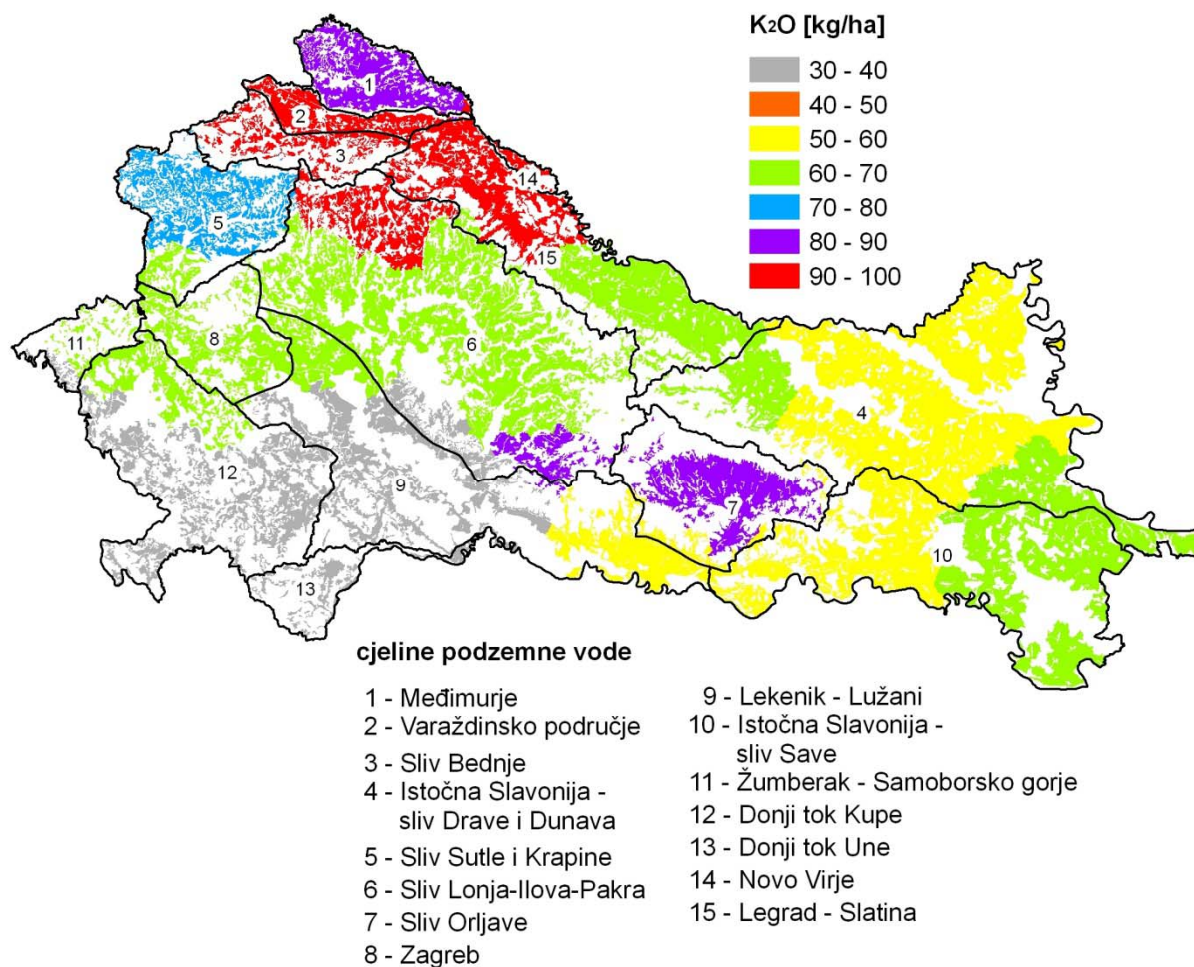 K2O [kg/ha]
30 - 40
40 - 50
50 - 60
60 - 70
70 - 80
80 - 90
90 - 100
1
2
3
14
5
15
11
8
6
4
12
9
7
10
13
cjeline podzemne vode
1 - Međimurje
2 - Varaždinsko područje
3 - Sliv Bednje
4 - Istočna Slavonija -
sliv Drave i Dunava
5 - Sliv Sutle i Krapine
6 - Sliv Lonja-Ilova-Pakra
7 - Sliv Orljave
8 - Zagreb
9 - Lekenik - Lužani
10 - Istočna Slavonija -
sliv Save
11 - Žumberak - Samoborsko gorje
12 - Donji tok Kupe
13 - Donji tok Une
14 - Novo Virje
15 - Legrad - Slatina